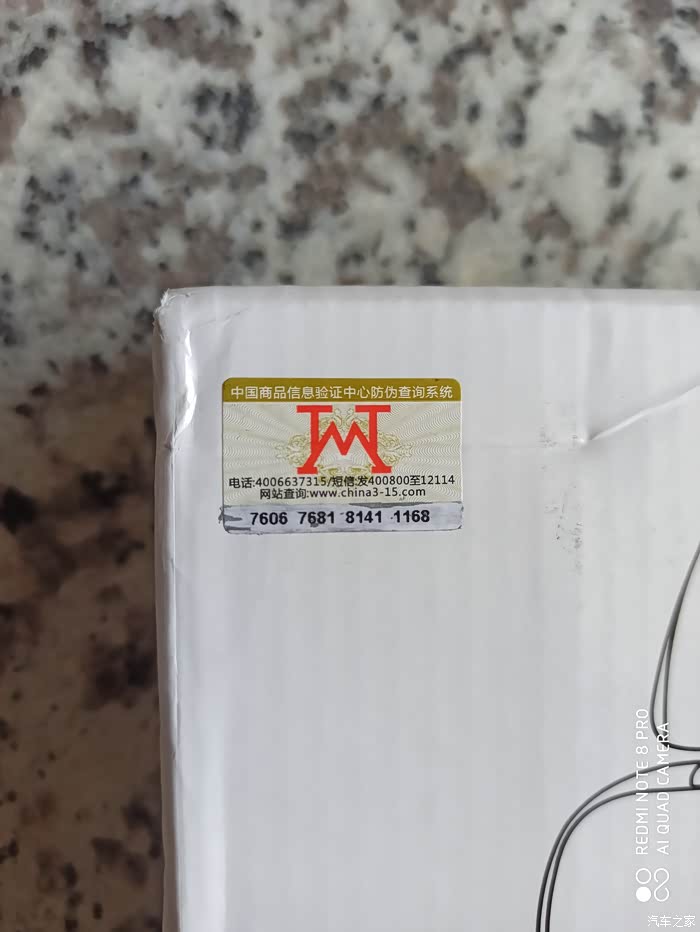 中国商品信息验证中心防伪查询系统
TMT
电话:4006637315/短信:发400800至12114
网站查询:www.china3-15.com
7606 7681 8141 1168
REDMI NOTE 8 PRO
AI QUAD CAMERA
汽车之家